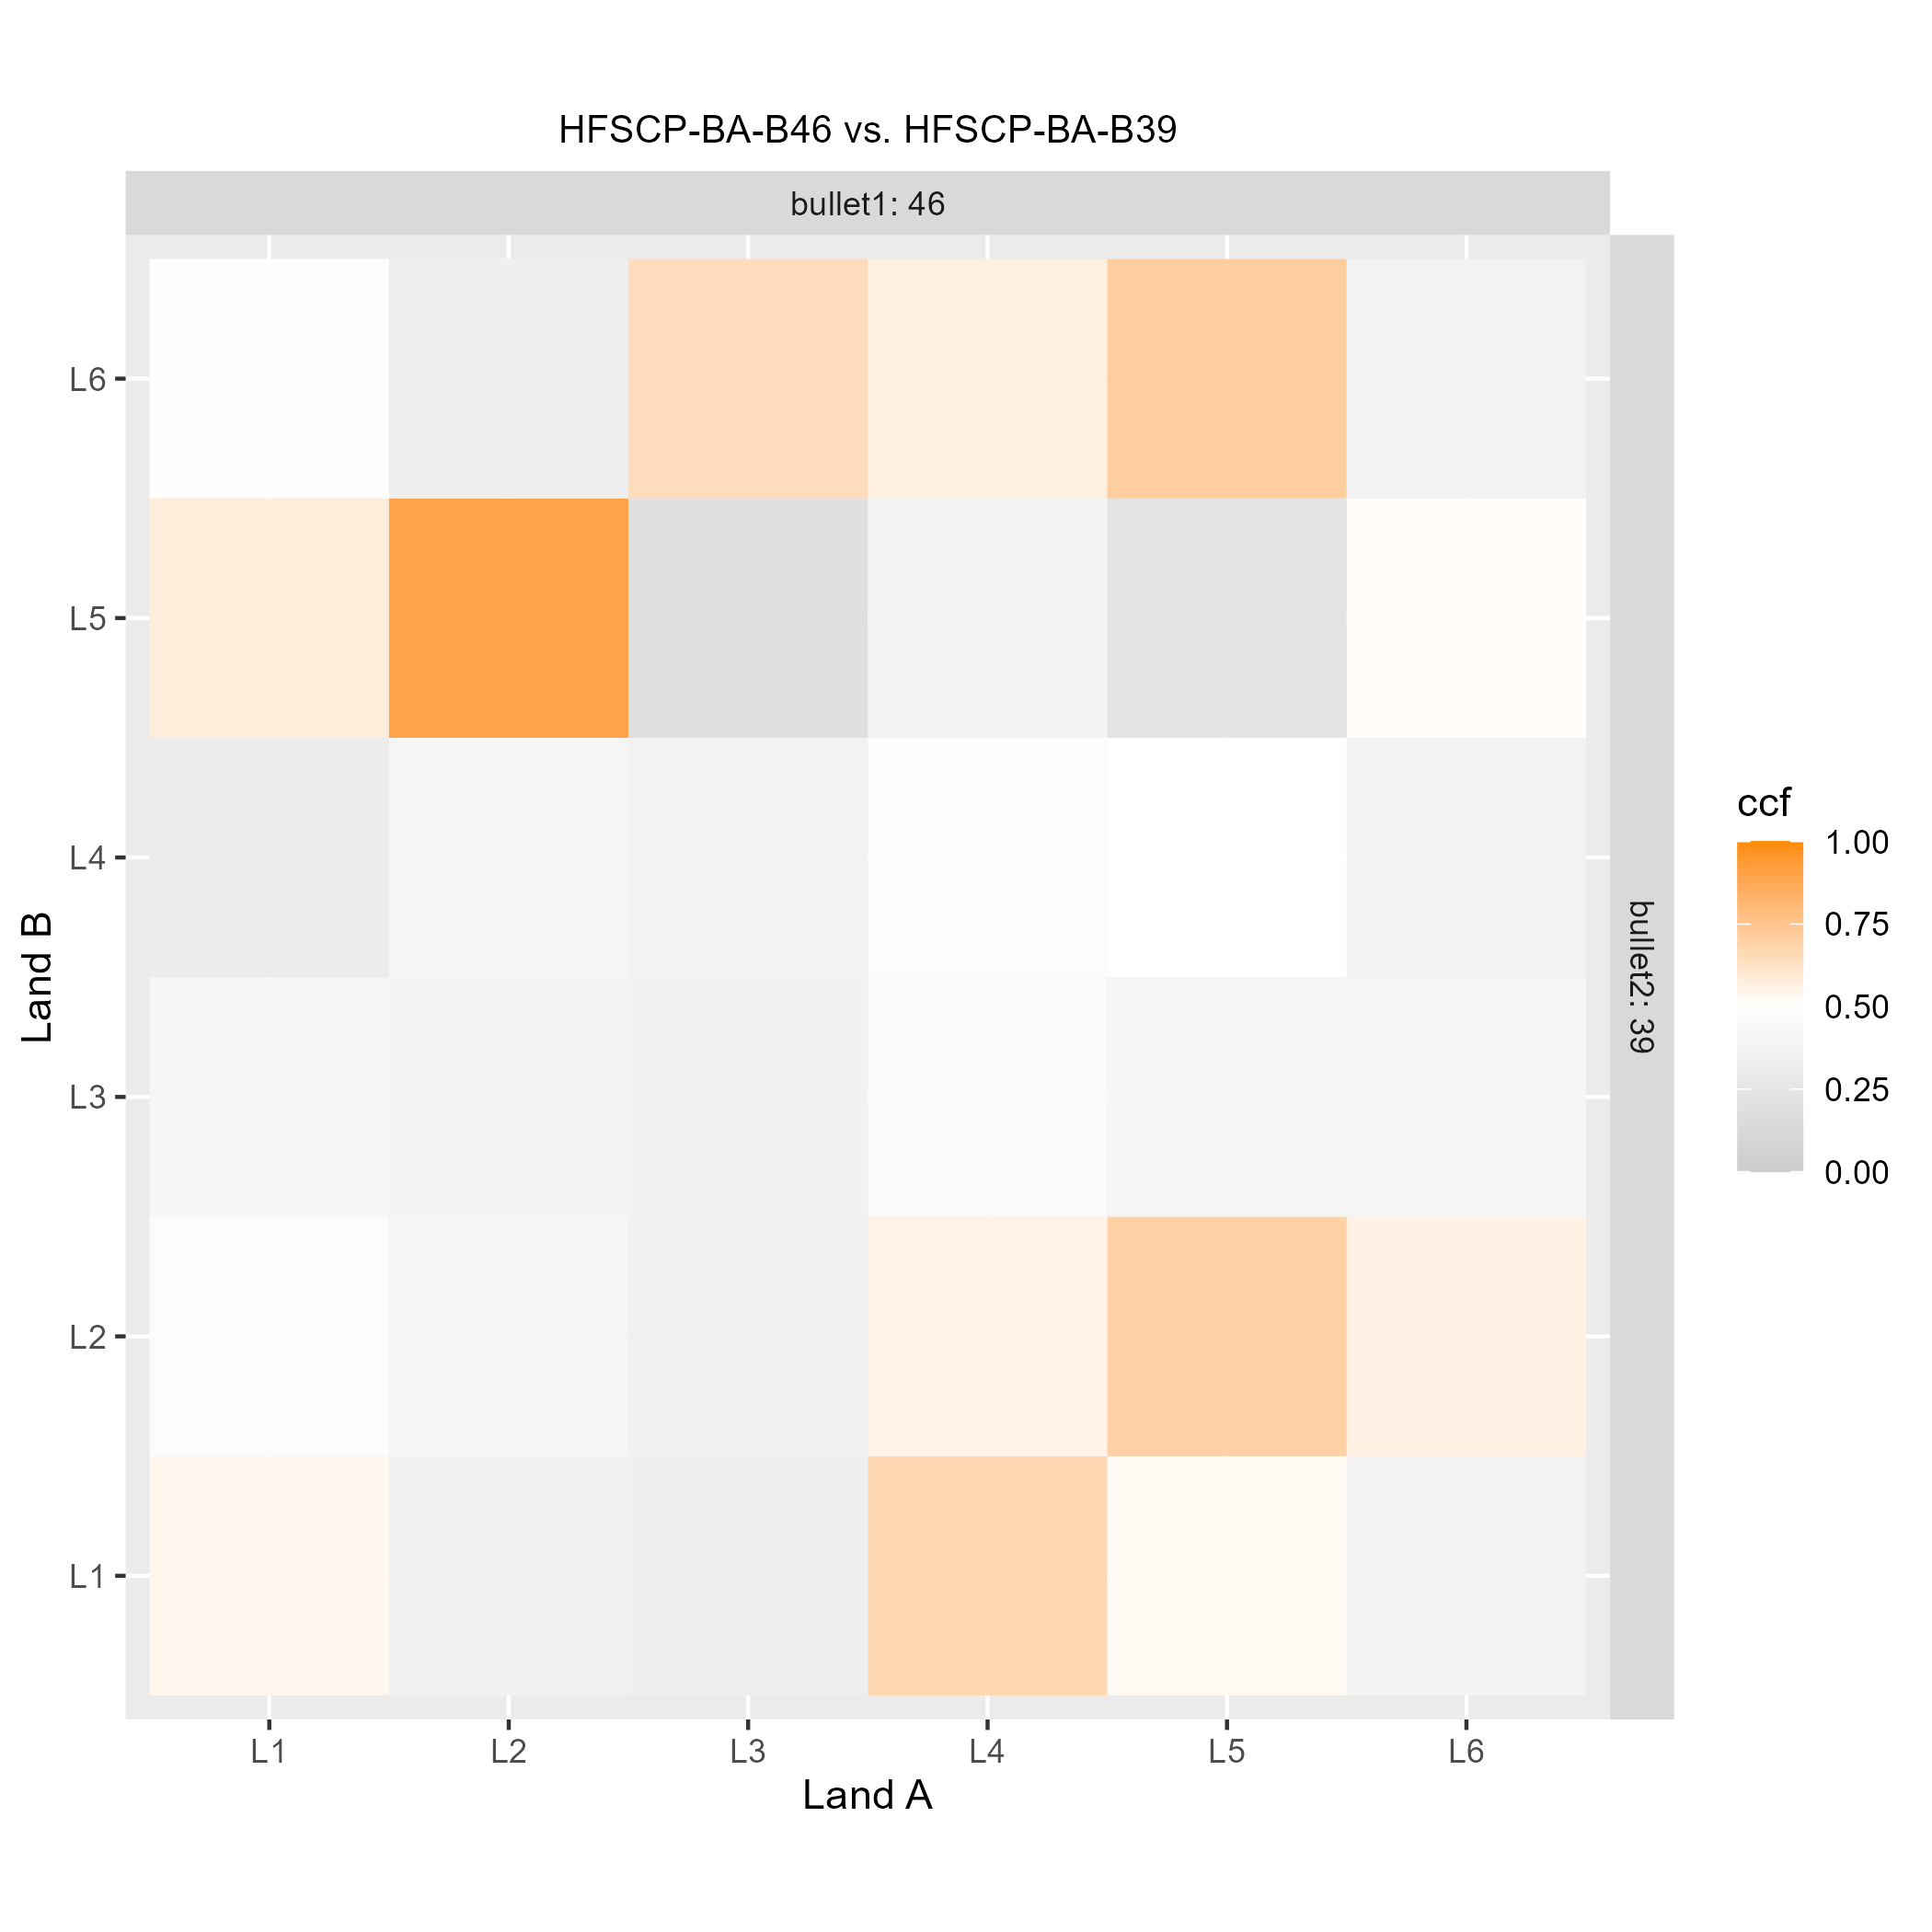 HFSCP-BA-B46 vs. HFSCP-BA-B39
bullet1: 46
L6
L5
L4
L3
L2
L1
Land B
bullet2: 39
L1 L2 L3 L4 L5 L6
Land A
ccf
1.00
0.75
0.50
0.25
0.00